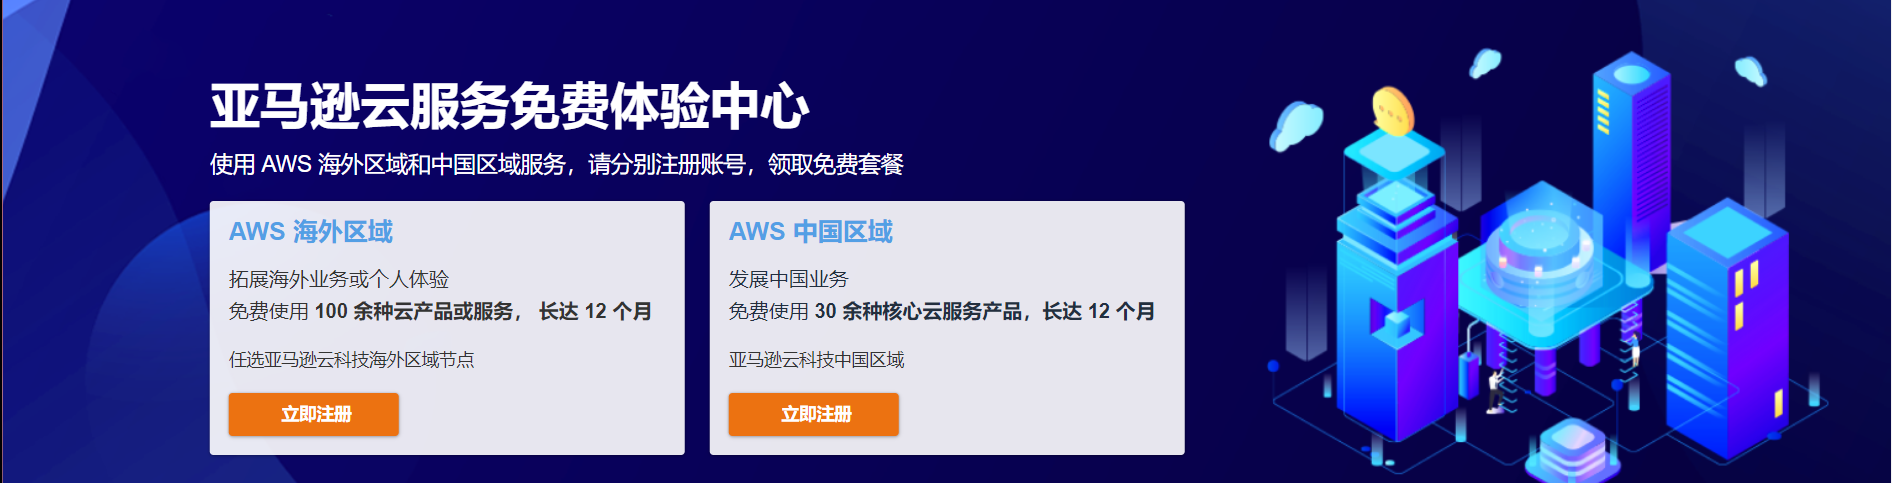 亚马逊云服务免费体验中心
使用 AWS 海外区域和中国区域服务，请分别注册账号，领取免费套餐
AWS 海外区域
拓展海外业务或个人体验
免费使用 100 余种云产品或服务， 长达 12 个月
任选亚马逊云科技海外区域节点
立即注册
AWS 中国区域
发展中国业务
免费使用 30 余种核心云服务产品，长达 12 个月
亚马逊云科技中国区域
立即注册